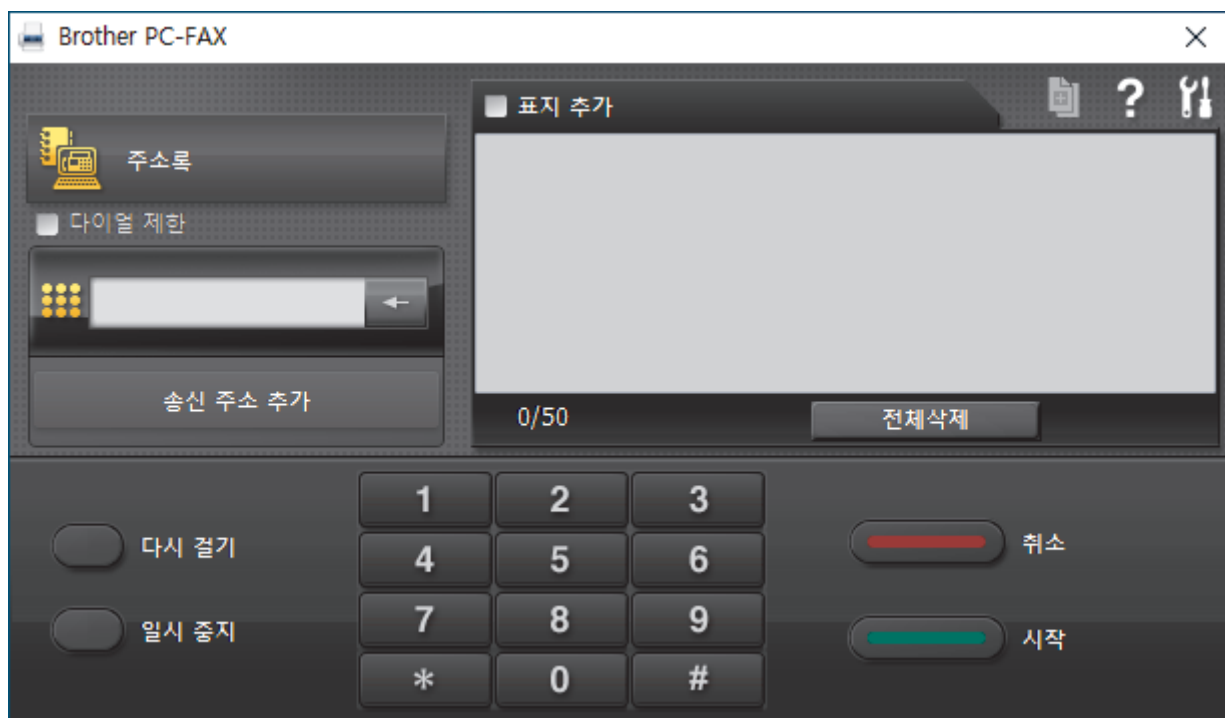 Brother PC-FAX
표지 추가
?
주소록
다이얼 제한
송신 주소 추가
0/50
전체삭제
1 2 3
4 5 6
7 8 9
* 0 #
다시 걸기
일시 중지
취소
시작